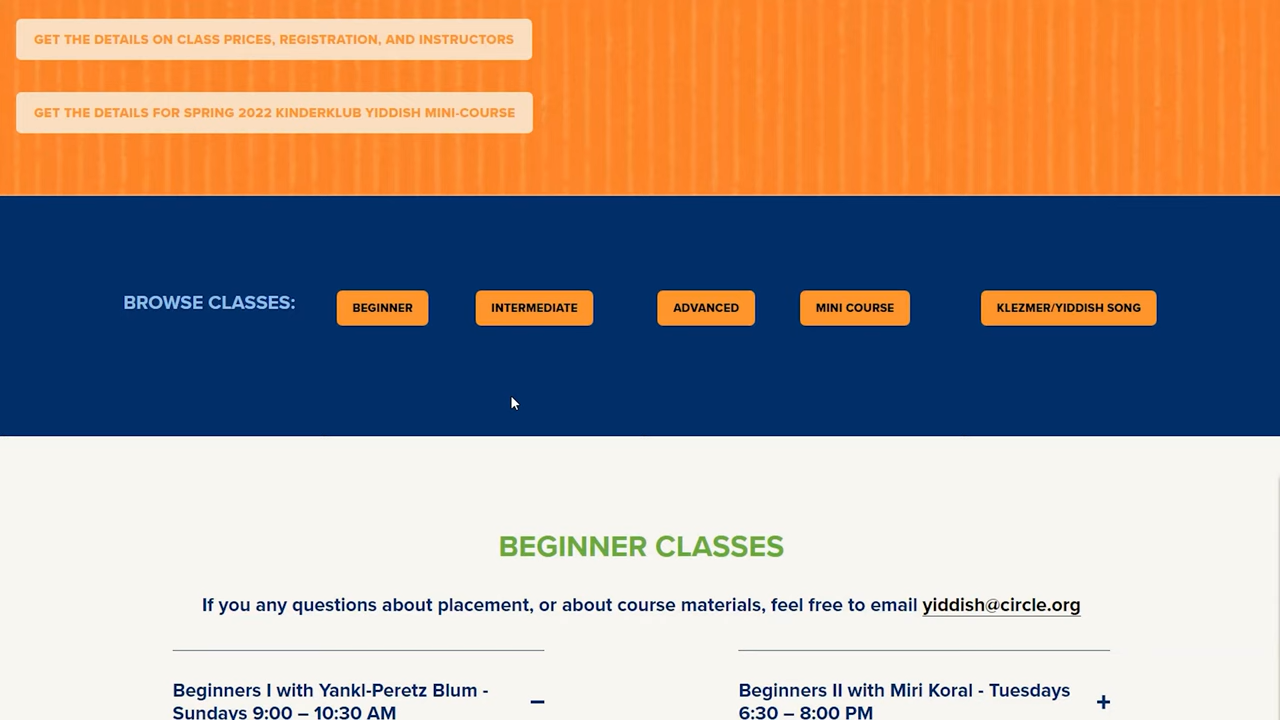 GET THE DETAILS ON CLASS PRICES, REGISTRATION, AND INSTRUCTORS
GET THE DETAILS FOR SPRING 2022 KINDERKLUB YIDDISH MINI-COURSE
BROWSE CLASSES:
BEGINNER
INTERMEDIATE
ADVANCED
MINI COURSE
KLEZMER/YIDDISH SONG
BEGINNER CLASSES
If you any questions about placement, or about course materials, feel free to email yiddish@circle.org
Beginners I with Yankl-Peretz Blum -
Sundays 9:00 – 10:30 AM
Beginners II with Miri Koral - Tuesdays
6:30 – 8:00 PM